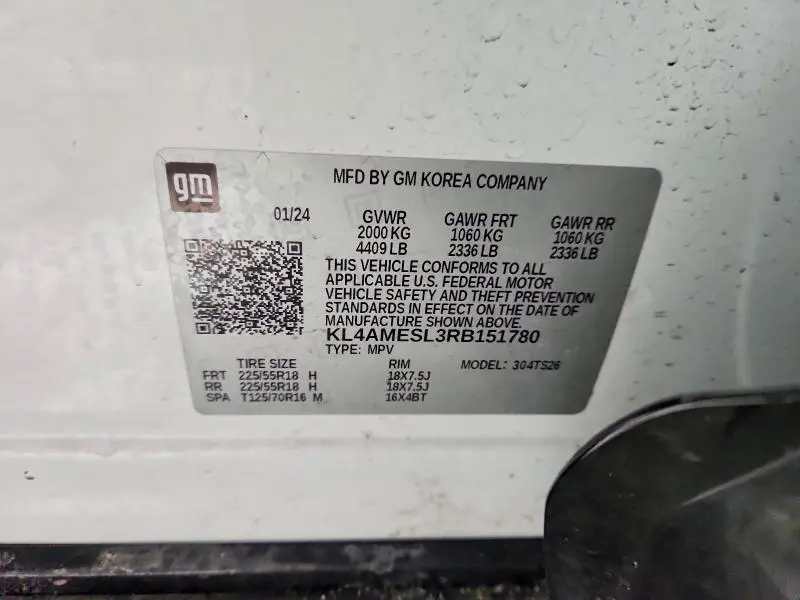 gm
MFD BY GM KOREA COMPANY
01/24 GVWR GAWR FRT GAWR RR
2000 KG 1060 KG 1060 KG
4409 LB 2336 LB 2336 LB
THIS VEHICLE CONFORMS TO ALL
APPLICABLE U.S. FEDERAL MOTOR
VEHICLE SAFETY AND THEFT PREVENTION
STANDARDS IN EFFECT ON THE DATE OF
MANUFACTURE SHOWN ABOVE.
KL4AMESL3RB151780
TYPE: MPV
TIRE SIZE RIM MODEL: 304TS26
FRT 225/55R18 H 18X7.5J
RR 225/55R18 H 18X7.5J
SPA T125/70R16 M 16X4BT